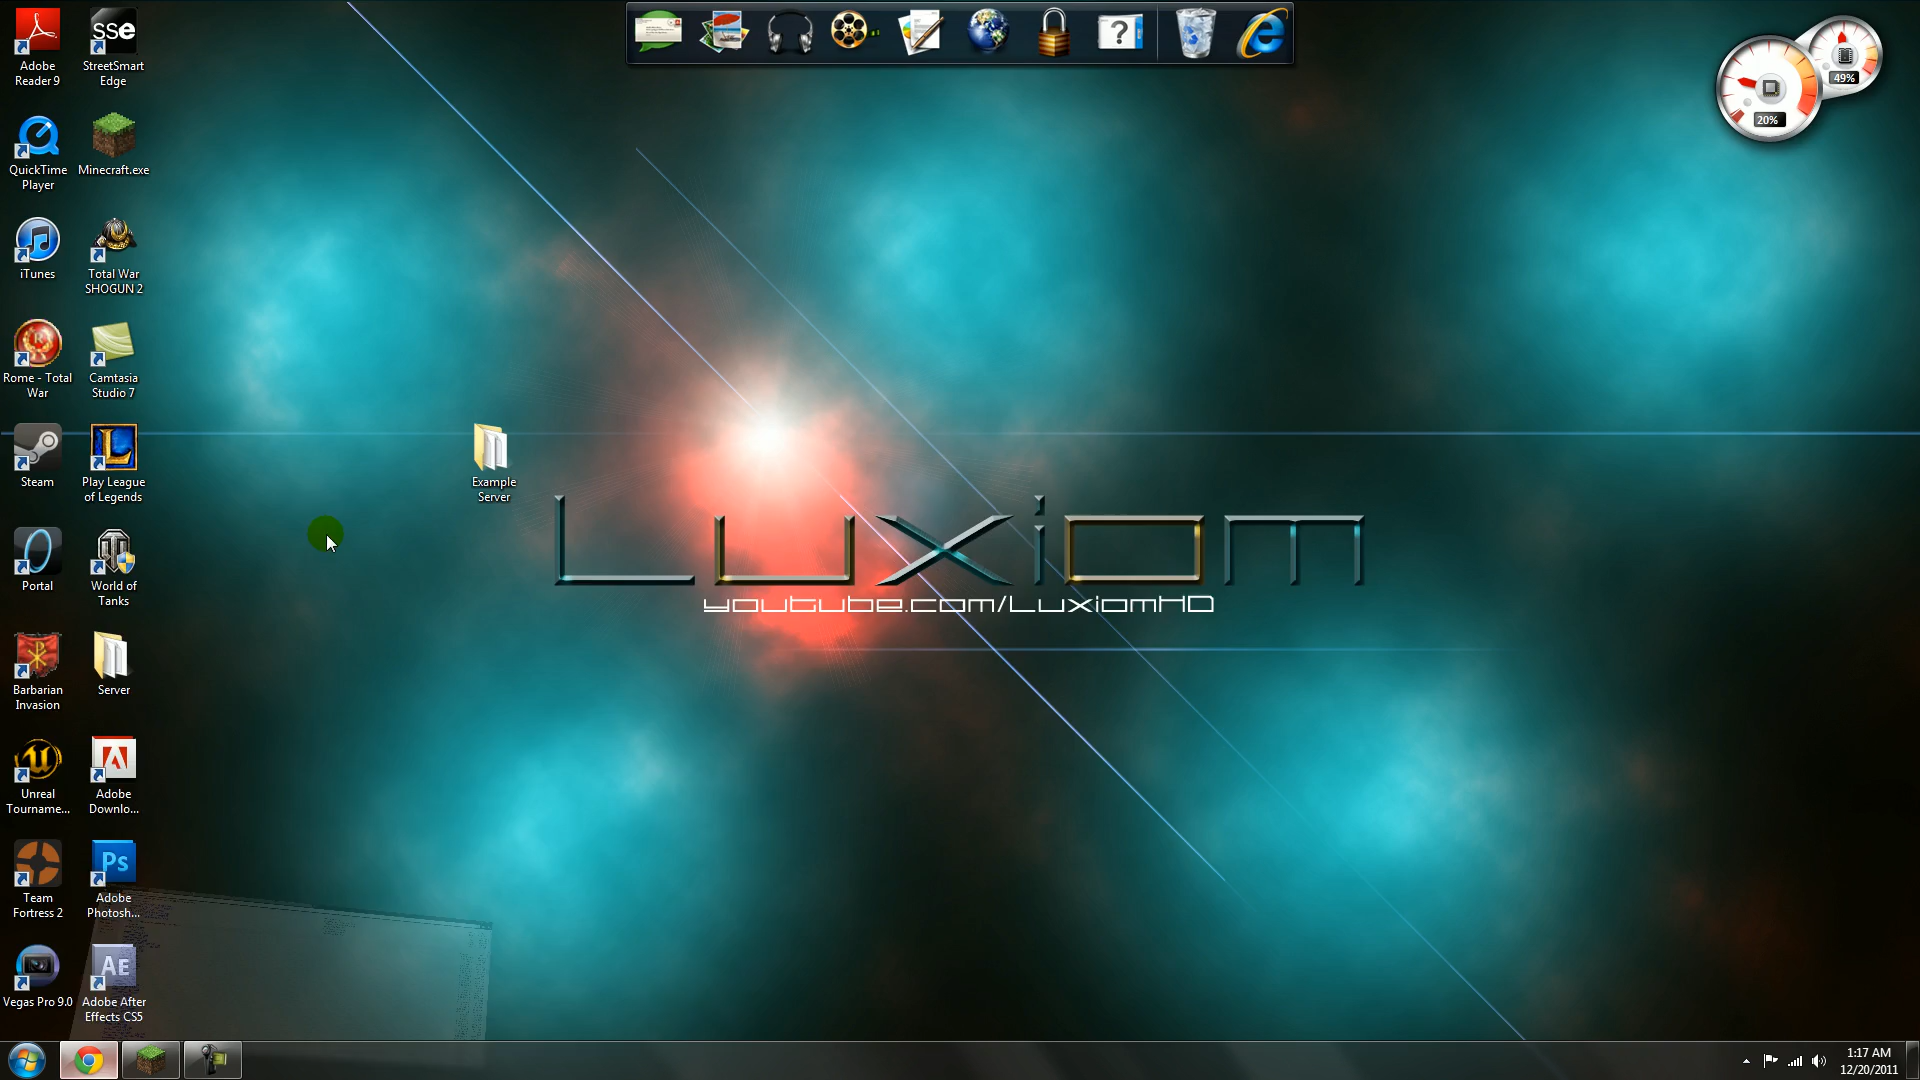 Adobe
Reader 9
SSe
StreetSmart
Edge
?
49%
20%
QuickTime
Player
Minecraft.exe
iTunes
Total War
SHOGUN 2
Rome - Total
War
Camtasia
Studio 7
Steam
Play League
of Legends
Example
Server
Luxiom
youtube.com/LuxiomHD
Portal
World of
Tanks
Barbarian
Invasion
Server
Unreal
Tourname...
Adobe
Downlo...
Team
Fortress 2
Ps
Adobe
Photosh...
Vegas Pro 9.0
AE
Adobe After
Effects CS5
1:17 AM
12/20/2011